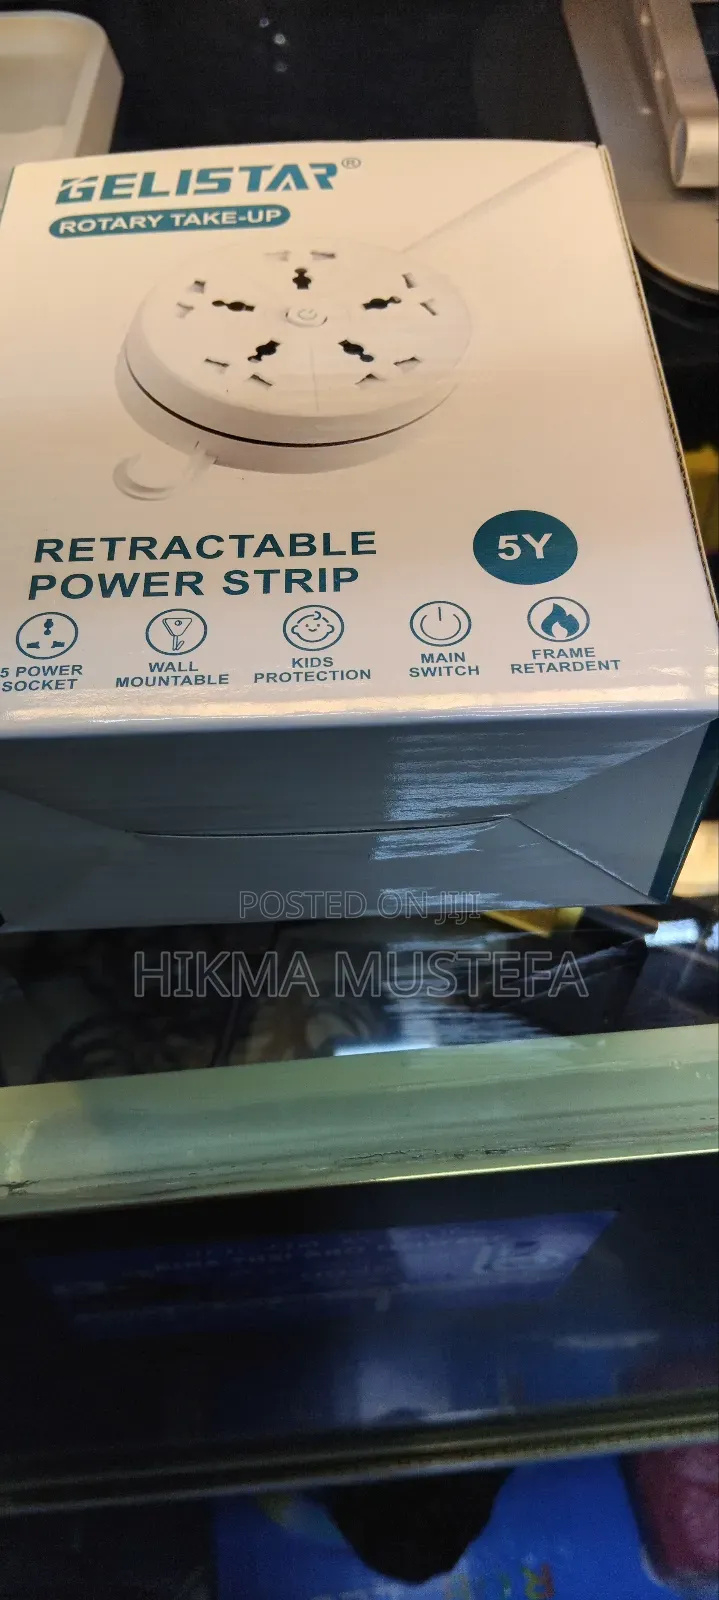 GELISTAR®
ROTARY TAKE-UP
RETRACTABLE
POWER STRIP
5Y
5 POWER
SOCKET
WALL
MOUNTABLE
KIDS
PROTECTION
MAIN
SWITCH
FRAME
RETARDENT
POSTED ON JIJI
HIKMA MUSTEFA